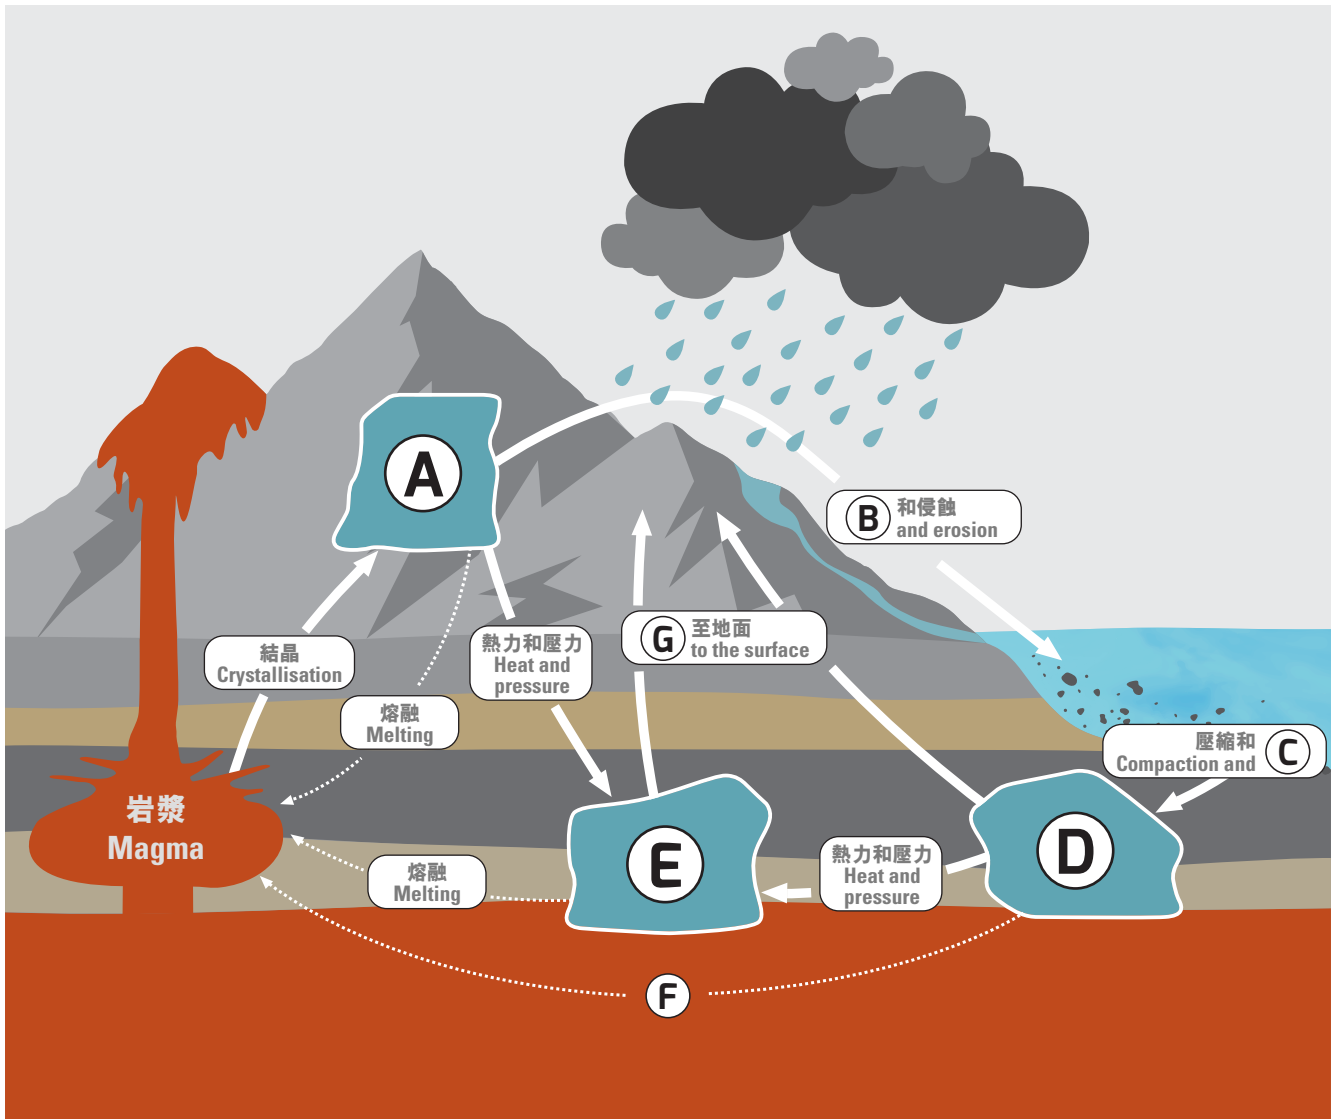 A
B
和侵蝕
and erosion
G
至地面
to the surface
熱力和壓力
Heat and
pressure
結晶
Crystallisation
熔融
Melting
壓縮和
Compaction and
C
岩漿
Magma
E
D
熱力和壓力
Heat and
pressure
熔融
Melting
F